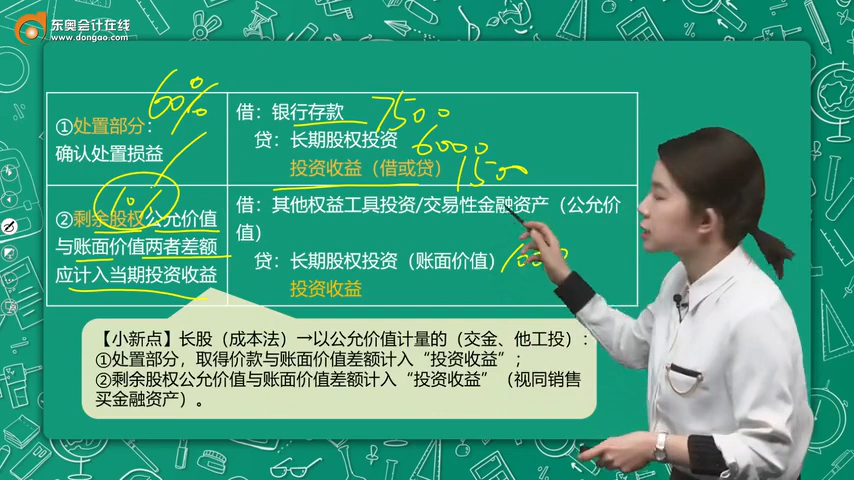 东奥会计在线
www.dongao.com
60%
①处置部分：
确认处置损益
借：银行存款 7500
贷：长期股权投资 6000
投资收益（借或贷） 1500
10%
②剩余股权公允价值
与账面价值两者差额
应计入当期投资收益
借：其他权益工具投资/交易性金融资产（公允价
值）
贷：长期股权投资（账面价值） 1000
投资收益
【小新点】长股（成本法）→以公允价值计量的（交金、他工投）：
①处置部分，取得价款与账面价值差额计入“投资收益”；
②剩余股权公允价值与账面价值差额计入“投资收益”（视同销售
买金融资产）。